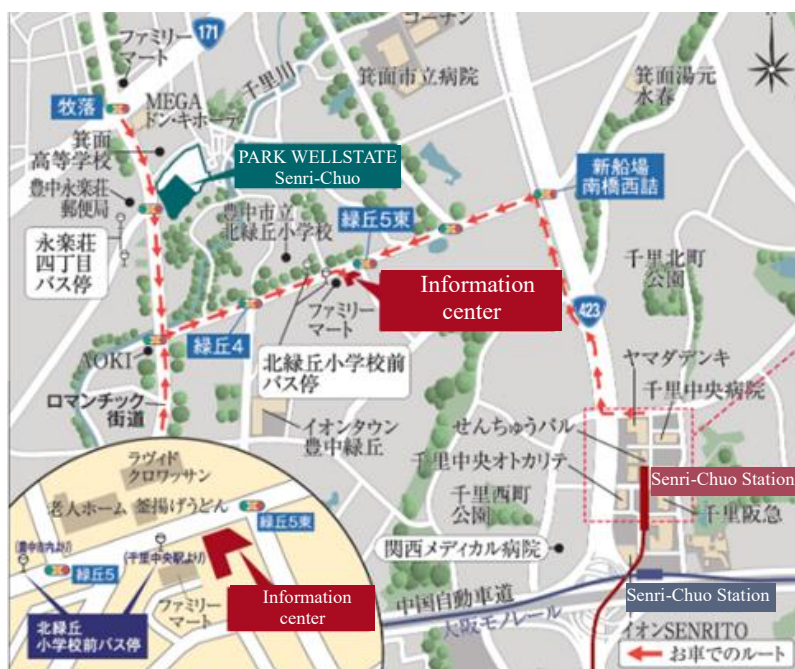 ファミリー
マート
171
コーナン
千里川
箕面市立病院
箕面湯元
水春
牧落
MEGA
ドン・キホーテ
箕面
高等学校
PARK WELLSTATE
Senri-Chuo
豊中永楽荘
郵便局
新船場
南橋西詰
永楽荘
四丁目
バス停
豊中市立
北緑丘小学校
緑丘5東
千里北町
公園
Information
center
ファミリー
マート
423
緑丘4
AOKI
北緑丘小学校前
バス停
ヤマダデンキ
千里中央病院
ロマンチック
街道
イオンタウン
豊中緑丘
せんちゅうパル
千里中央オトカリテ
Senri-Chuo Station
千里西町
公園
千里阪急
関西メディカル病院
ラヴィド
クロワッサン
老人ホーム
釜揚げうどん
緑丘5東
(豊中市内より)
(千里中央駅より)
緑丘5
Information
center
ファミリー
マート
北緑丘
小学校前バス停
中国自動車道
大阪モノレール
Senri-Chuo Station
イオンSENRITO
お車でのルート